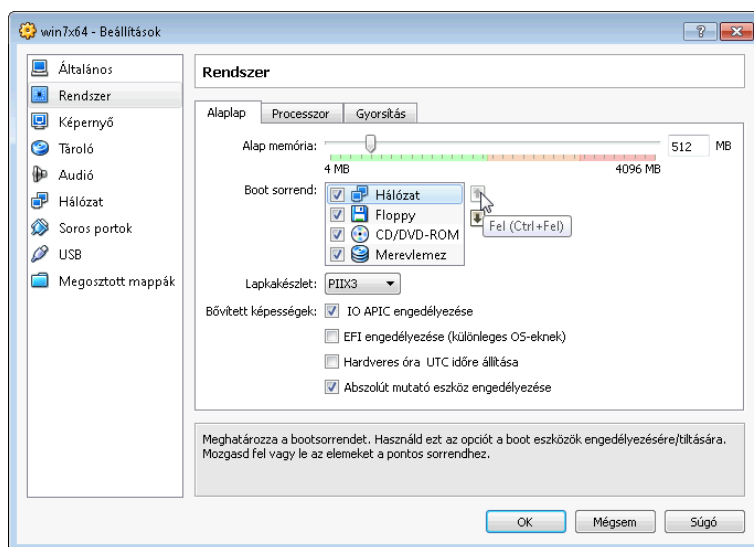 win7x64 - Beállítások
Általános
Rendszer
Képernyő
Tároló
Audió
Hálózat
Soros portok
USB
Megosztott mappák
Rendszer
Alaplap Processzor Gyorsítás
Alap memória: 512 MB
4 MB 4096 MB
Boot sorrend: Hálózat
Floppy
CD/DVD-ROM
Merevlemez
Fel (Ctrl+Fel)
Lapkakészlet: PIIX3
Bővített képességek: IO APIC engedélyezése
EFI engedélyezése (különleges OS-eknek)
Hardveres óra UTC időre állítása
Abszolút mutató eszköz engedélyezése
Meghatározza a bootsorrendet. Használd ezt az opciót a boot eszközök engedélyezésére/tiltására.
Mozgasd fel vagy le az elemeket a pontos sorrendhez.
OK Mégsem Súgó